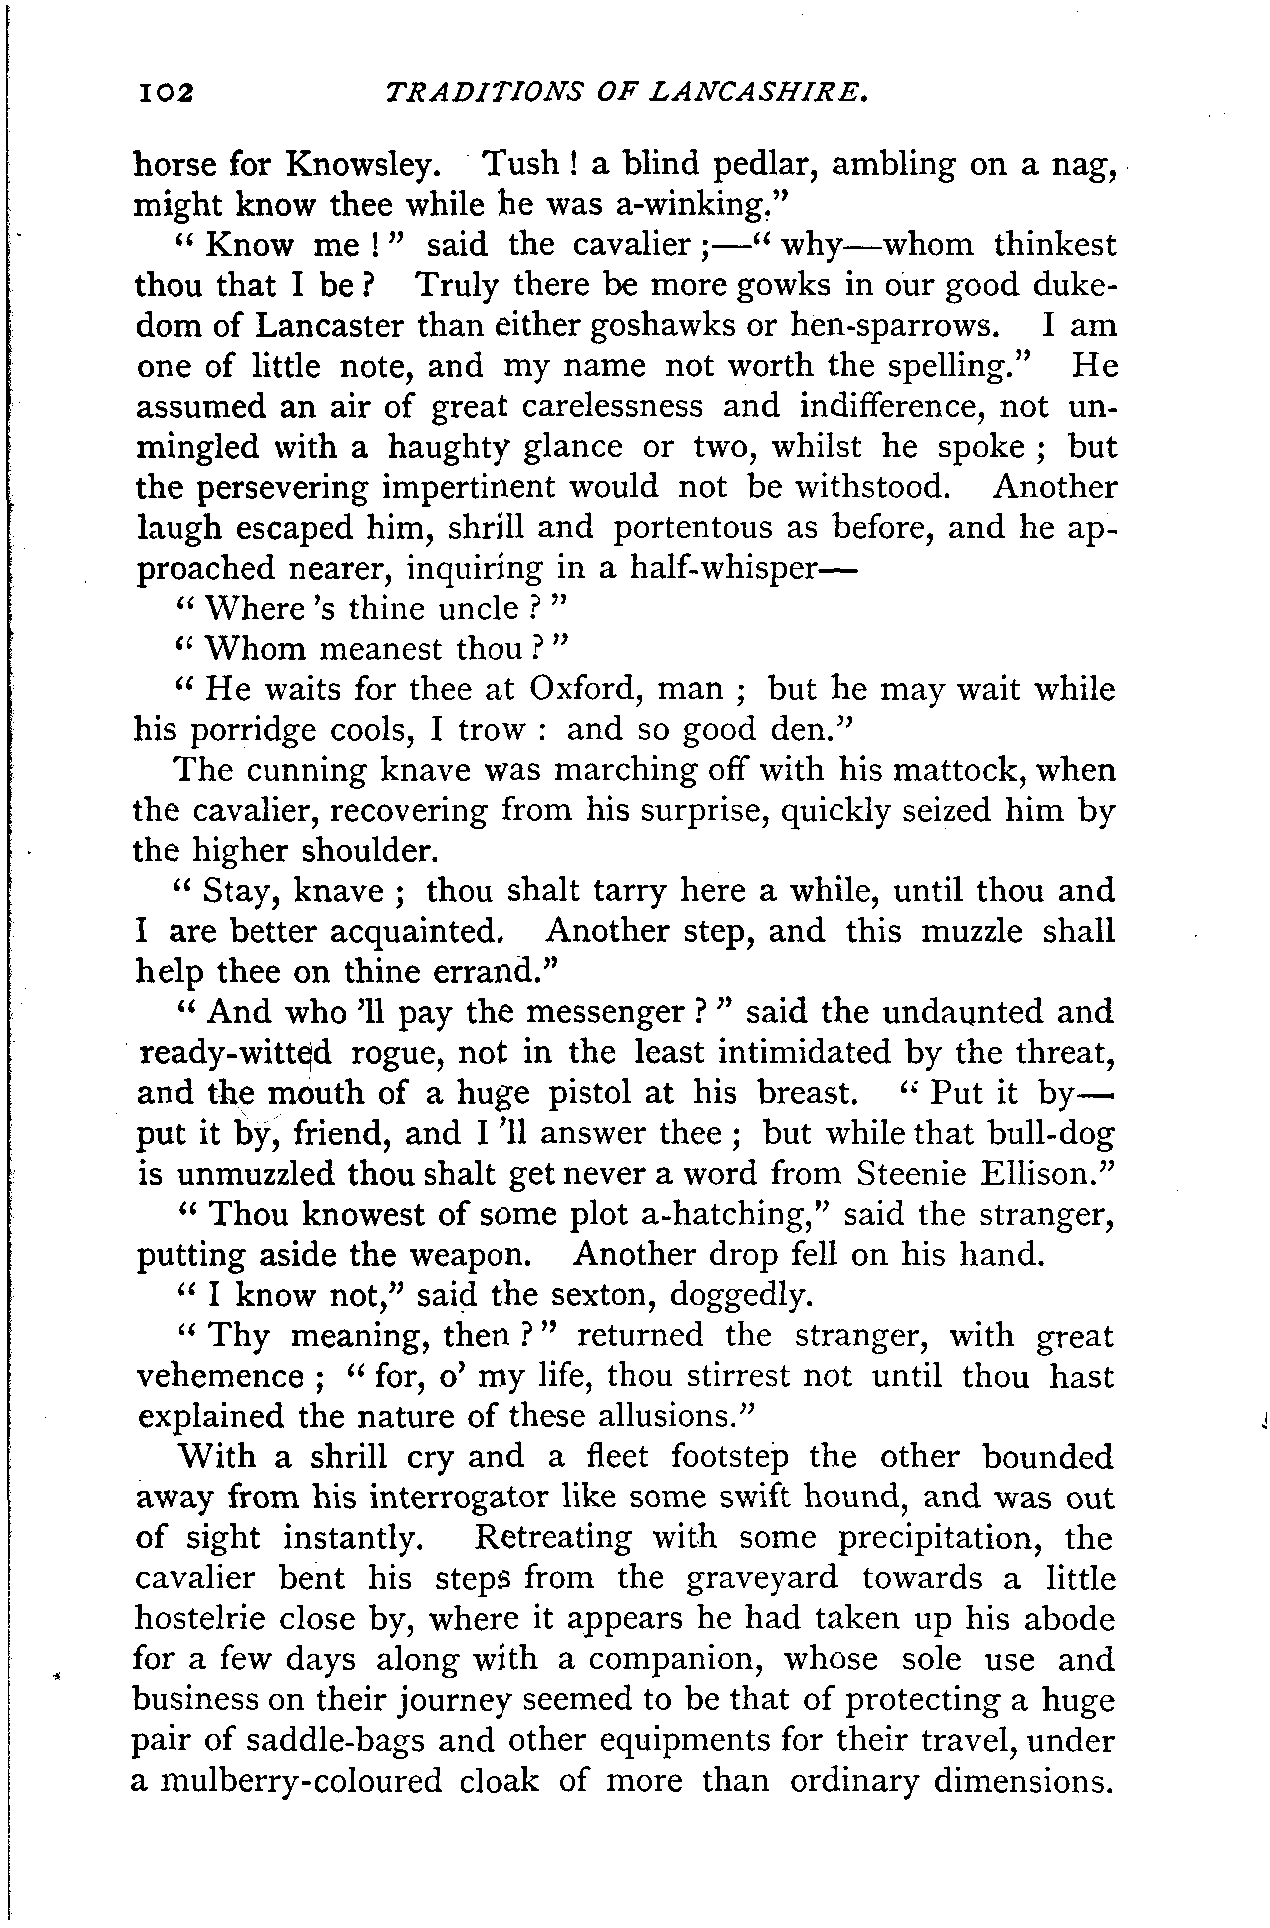 102 TRADITIONS OF LANCASHIRE.
horse for Knowsley. Tush ! a blind pedlar, ambling on a nag,
might know thee while he was a-winking."
" Know me ! " said the cavalier ;—" why—whom thinkest
thou that I be ? Truly there be more gowks in our good duke-
dom of Lancaster than either goshawks or hen-sparrows. I am
one of little note, and my name not worth the spelling." He
assumed an air of great carelessness and indifference, not un-
mingled with a haughty glance or two, whilst he spoke ; but
the persevering impertinent would not be withstood. Another
laugh escaped him, shrill and portentous as before, and he ap-
proached nearer, inquiring in a half-whisper—
" Where 's thine uncle ? "
" Whom meanest thou ? "
" He waits for thee at Oxford, man ; but he may wait while
his porridge cools, I trow : and so good den."
The cunning knave was marching off with his mattock, when
the cavalier, recovering from his surprise, quickly seized him by
the higher shoulder.
" Stay, knave ; thou shalt tarry here a while, until thou and
I are better acquainted. Another step, and this muzzle shall
help thee on thine errand."
" And who 'll pay the messenger ? " said the undaunted and
ready-witted rogue, not in the least intimidated by the threat,
and the mouth of a huge pistol at his breast. " Put it by—
put it by, friend, and I 'll answer thee ; but while that bull-dog
is unmuzzled thou shalt get never a word from Steenie Ellison."
" Thou knowest of some plot a-hatching," said the stranger,
putting aside the weapon. Another drop fell on his hand.
" I know not," said the sexton, doggedly.
" Thy meaning, then ? " returned the stranger, with great
vehemence ; " for, o' my life, thou stirrest not until thou hast
explained the nature of these allusions."
With a shrill cry and a fleet footstep the other bounded
away from his interrogator like some swift hound, and was out
of sight instantly. Retreating with some precipitation, the
cavalier bent his steps from the graveyard towards a little
hostelrie close by, where it appears he had taken up his abode
for a few days along with a companion, whose sole use and
business on their journey seemed to be that of protecting a huge
pair of saddle-bags and other equipments for their travel, under
a mulberry-coloured cloak of more than ordinary dimensions.